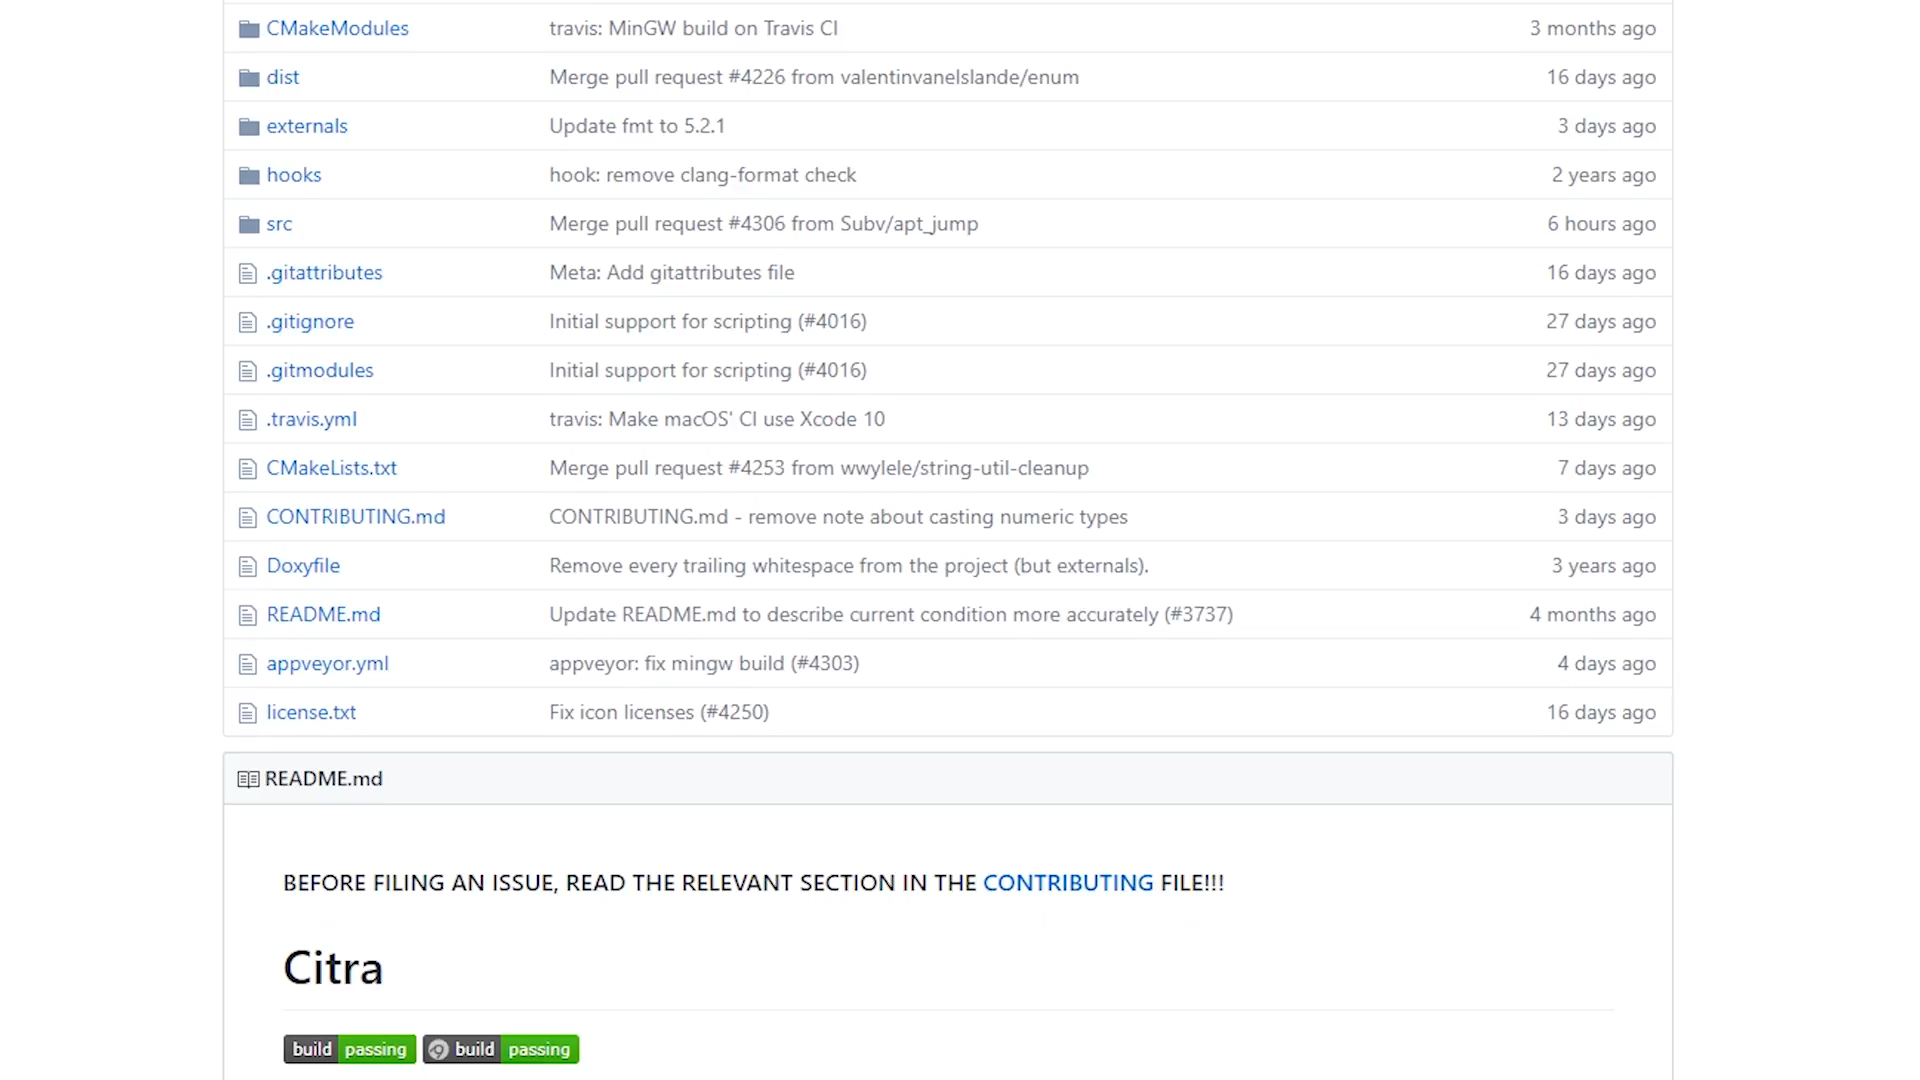 CMakeModules travis: MinGW build on Travis CI 3 months ago
dist Merge pull request #4226 from valentinvanelslande/enum 16 days ago
externals Update fmt to 5.2.1 3 days ago
hooks hook: remove clang-format check 2 years ago
src Merge pull request #4306 from Subv/apt_jump 6 hours ago
.gitattributes Meta: Add gitattributes file 16 days ago
.gitignore Initial support for scripting (#4016) 27 days ago
.gitmodules Initial support for scripting (#4016) 27 days ago
.travis.yml travis: Make macOS' CI use Xcode 10 13 days ago
CMakeLists.txt Merge pull request #4253 from wwylele/string-util-cleanup 7 days ago
CONTRIBUTING.md CONTRIBUTING.md - remove note about casting numeric types 3 days ago
Doxyfile Remove every trailing whitespace from the project (but externals). 3 years ago
README.md Update README.md to describe current condition more accurately (#3737) 4 months ago
appveyor.yml appveyor: fix mingw build (#4303) 4 days ago
license.txt Fix icon licenses (#4250) 16 days ago
README.md
BEFORE FILING AN ISSUE, READ THE RELEVANT SECTION IN THE CONTRIBUTING FILE!!!
Citra
build passing build passing